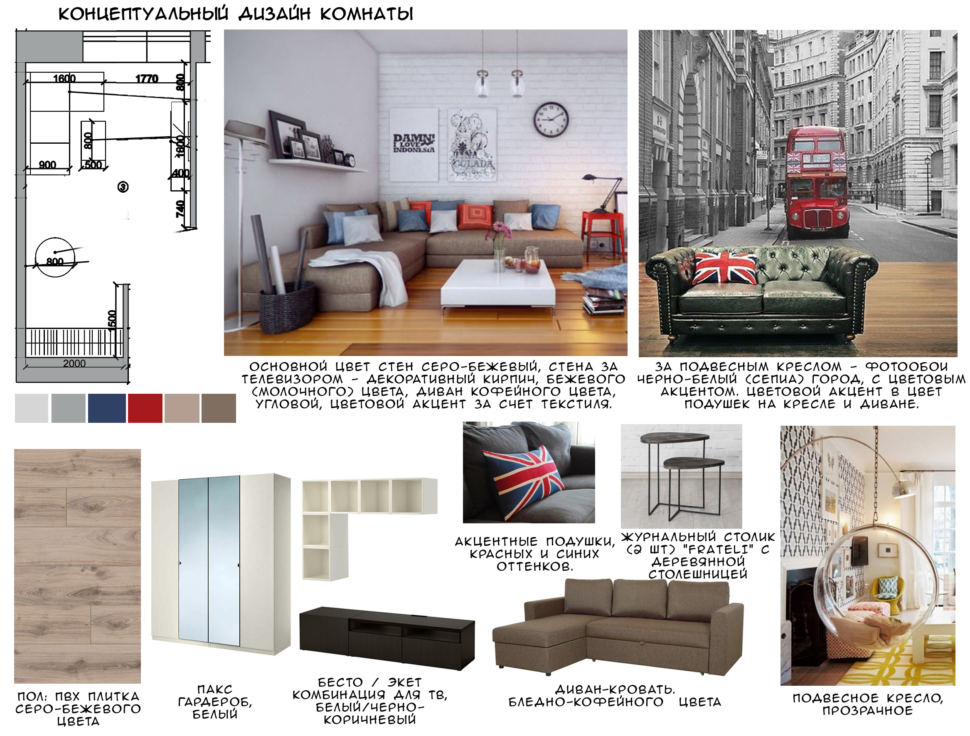 КОНЦЕПТУАЛЬНЫЙ ДИЗАЙН КОМНАТЫ
1600
1770
800
800
900
500
1800
400
3
740
800
1500
2000
DAMN!
I LOVE
INDONESIA
ОСНОВНОЙ ЦВЕТ СТЕН СЕРО-БЕЖЕВЫЙ, СТЕНА ЗА
ТЕЛЕВИЗОРОМ - ДЕКОРАТИВНЫЙ КИРПИЧ, БЕЖЕВОГО
(МОЛОЧНОГО) ЦВЕТА, ДИВАН КОФЕЙНОГО ЦВЕТА,
УГЛОВОЙ, ЦВЕТОВОЙ АКЦЕНТ ЗА СЧЕТ ТЕКСТИЛЯ.
ЗА ПОДВЕСНЫМ КРЕСЛОМ - ФОТООБОИ
ЧЕРНО-БЕЛЫЙ (СЕПИА) ГОРОД, С ЦВЕТОВЫМ
АКЦЕНТОМ. ЦВЕТОВОЙ АКЦЕНТ В ЦВЕТ
ПОДУШЕК НА КРЕСЛЕ И ДИВАНЕ.
АКЦЕНТНЫЕ ПОДУШКИ,
КРАСНЫХ И СИНИХ
ОТТЕНКОВ.
ЖУРНАЛЬНЫЙ СТОЛИК
(2 ШТ) "FRATELI" С
ДЕРЕВЯННОЙ
СТОЛЕШНИЦЕЙ
ПОЛ: ПВХ ПЛИТКА
СЕРО-БЕЖЕВОГО
ЦВЕТА
ПАКС
ГАРДЕРОБ,
БЕЛЫЙ
БЕСТО / ЭКЕТ
КОМБИНАЦИЯ ДЛЯ ТВ,
БЕЛЫЙ/ЧЕРНО-
КОРИЧНЕВЫЙ
ДИВАН-КРОВАТЬ.
БЛЕДНО-КОФЕЙНОГО ЦВЕТА
ПОДВЕСНОЕ КРЕСЛО,
ПРОЗРАЧНОЕ